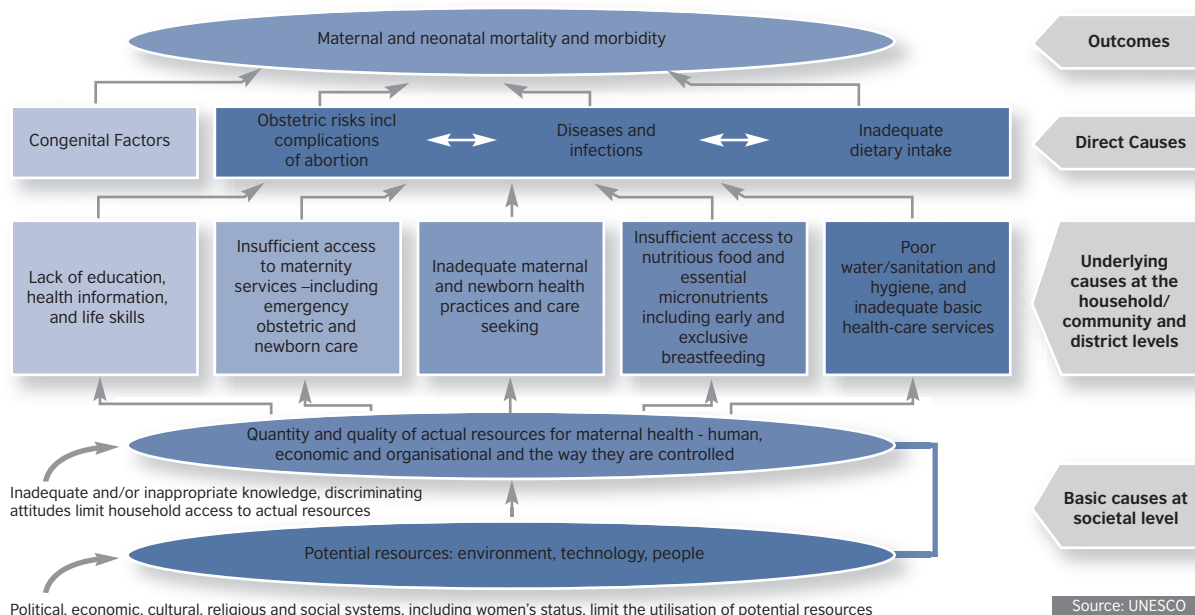 Maternal and neonatal mortality and morbidity
Outcomes
Congenital Factors
Obstetric risks incl
complications
of abortion
Diseases and
infections
Inadequate
dietary intake
Direct Causes
Lack of education,
health information,
and life skills
Insufficient access
to maternity
services –including
emergency
obstetric and
newborn care
Inadequate maternal
and newborn health
practices and care
seeking
Insufficient access to
nutritious food and
essential
micronutrients
including early and
exclusive
breastfeeding
Poor
water/sanitation and
hygiene, and
inadequate basic
health-care services
Underlying
causes at the
household/
community and
district levels
Quantity and quality of actual resources for maternal health - human,
economic and organisational and the way they are controlled
Inadequate and/or inappropriate knowledge, discriminating
attitudes limit household access to actual resources
Basic causes at
societal level
Potential resources: environment, technology, people
Political, economic, cultural, religious and social systems, including women's status, limit the utilisation of potential resources
Source: UNESCO